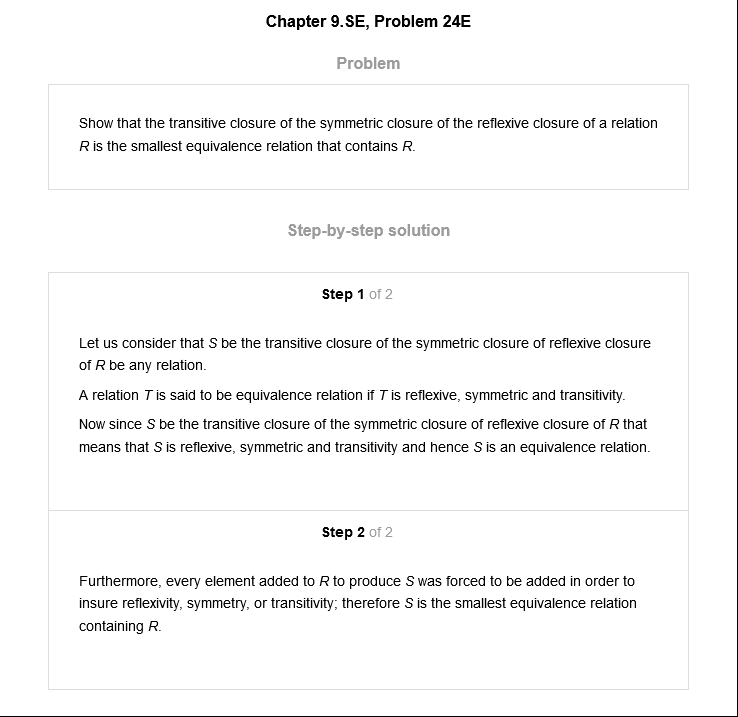 Chapter 9.SE, Problem 24E
Problem
Show that the transitive closure of the symmetric closure of the reflexive closure of a relation
R is the smallest equivalence relation that contains R.
Step-by-step solution
Step 1 of 2
Let us consider that S be the transitive closure of the symmetric closure of reflexive closure
of R be any relation.
A relation T is said to be equivalence relation if T is reflexive, symmetric and transitivity.
Now since S be the transitive closure of the symmetric closure of reflexive closure of R that
means that S is reflexive, symmetric and transitivity and hence S is an equivalence relation.
Step 2 of 2
Furthermore, every element added to R to produce S was forced to be added in order to
insure reflexivity, symmetry, or transitivity; therefore S is the smallest equivalence relation
containing R.